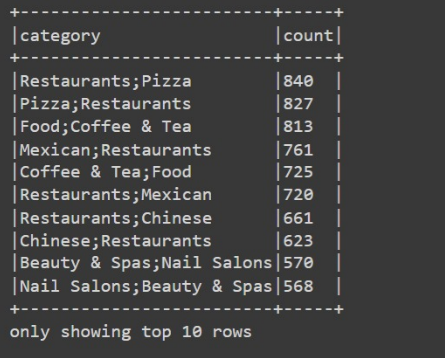 +-------------------------+-----+
|category                 |count|
+-------------------------+-----+
|Restaurants;Pizza        |840  |
|Pizza;Restaurants        |827  |
|Food;Coffee & Tea        |813  |
|Mexican;Restaurants      |761  |
|Coffee & Tea;Food        |725  |
|Restaurants;Mexican      |720  |
|Restaurants;Chinese      |661  |
|Chinese;Restaurants      |623  |
|Beauty & Spas;Nail Salons|570  |
|Nail Salons;Beauty & Spas|568  |
+-------------------------+-----+
only showing top 10 rows